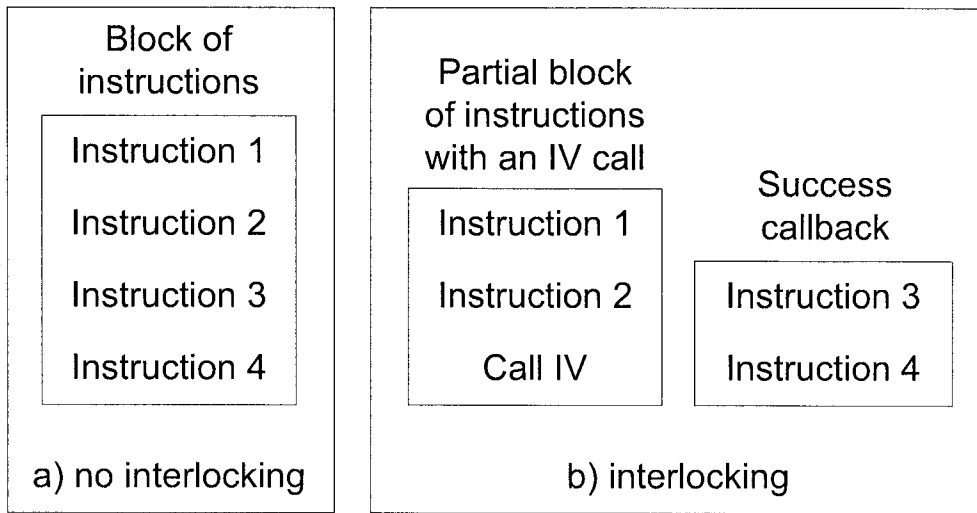 Block of
instructions
Instruction 1
Instruction 2
Instruction 3
Instruction 4
a) no interlocking
Partial block
of instructions
with an IV call
Instruction 1
Instruction 2
Call IV
Success
callback
Instruction 3
Instruction 4
b) interlocking